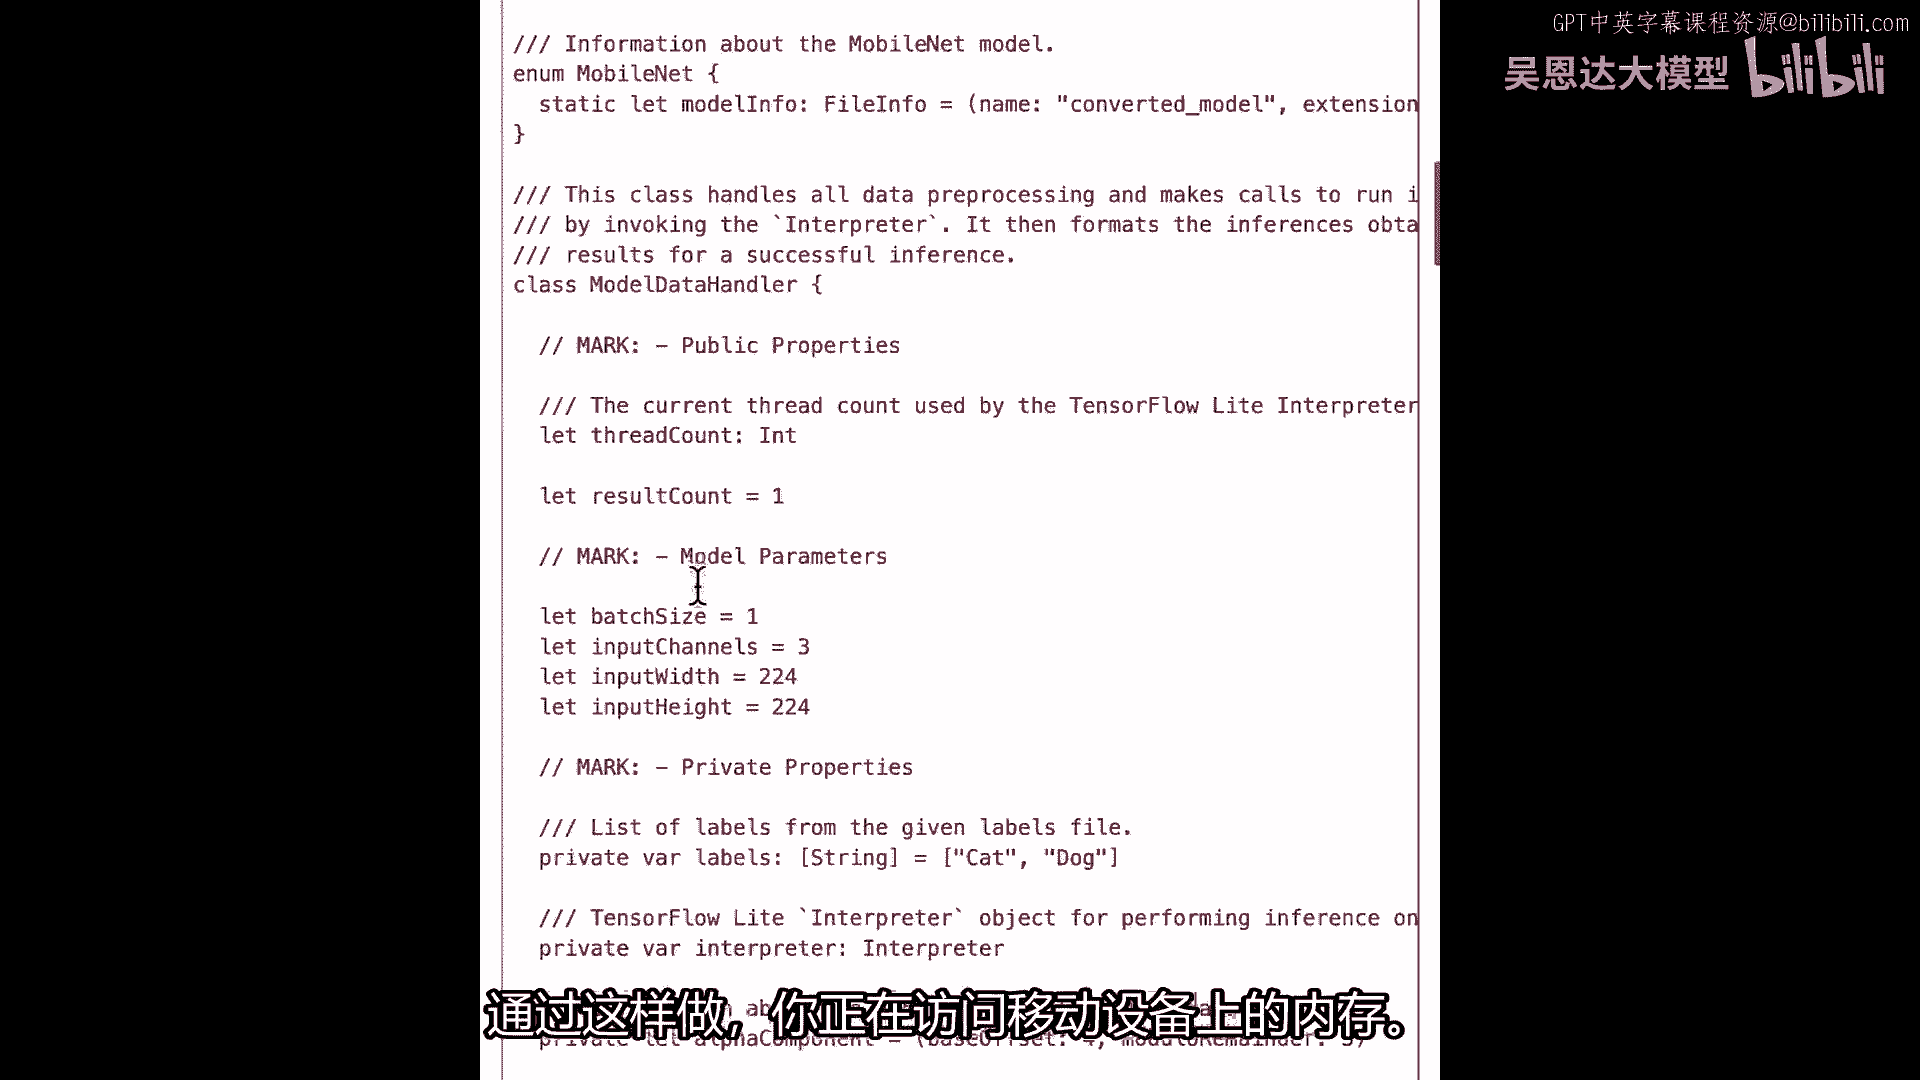 GPT中英字幕课程资源@bilibili.com
吴恩达大模型 bilibili
/// Information about the MobileNet model.
enum MobileNet {
static let modelInfo: FileInfo = (name: "converted_model", extension
}
/// This class handles all data preprocessing and makes calls to run i
/// by invoking the `Interpreter`. It then formats the inferences obta
/// results for a successful inference.
class ModelDataHandler {
// MARK: - Public Properties
/// The current thread count used by the TensorFlow Lite Interpreter
let threadCount: Int
let resultCount = 1
// MARK: - Model Parameters
let batchSize = 1
let inputChannels = 3
let inputWidth = 224
let inputHeight = 224
// MARK: - Private Properties
/// List of labels from the given labels file.
private var labels: [String] = ["Cat", "Dog"]
/// TensorFlow Lite `Interpreter` object for performing inference on
private var interpreter: Interpreter
通过这样做，你正在访问移动设备上的内存。
private let alphaComponent = (baseOffset: 4, moduloRemainder: 3)